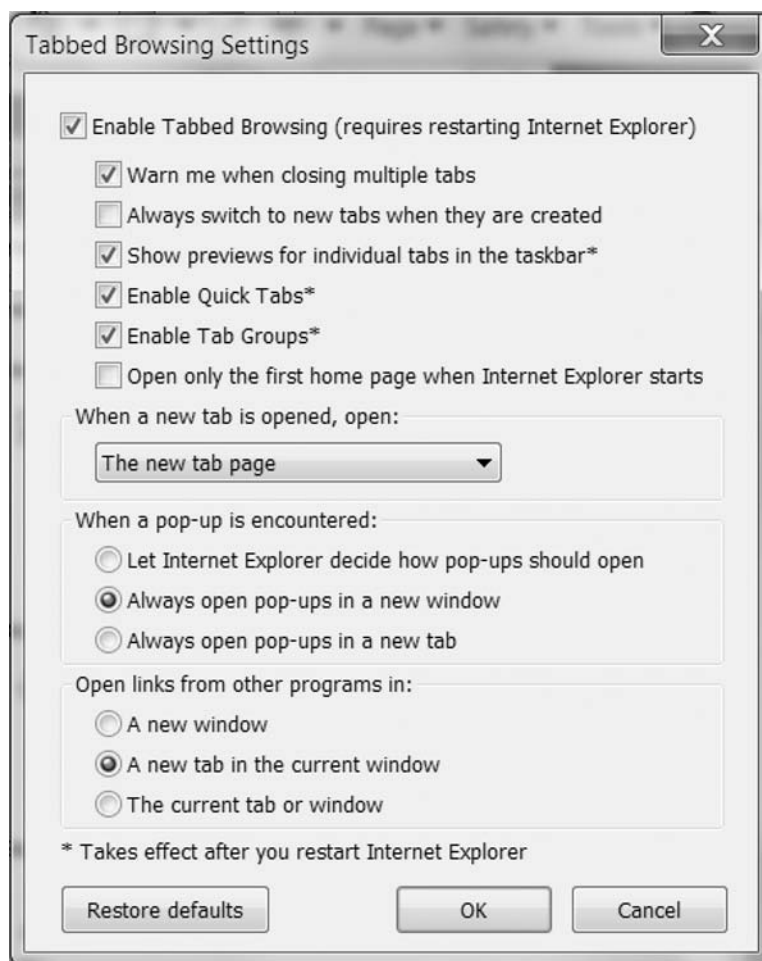 Page Safety
Tabbed Browsing Settings
Enable Tabbed Browsing (requires restarting Internet Explorer)
Warn me when closing multiple tabs
Always switch to new tabs when they are created
Show previews for individual tabs in the taskbar*
Enable Quick Tabs*
Enable Tab Groups*
Open only the first home page when Internet Explorer starts
When a new tab is opened, open:
The new tab page
When a pop-up is encountered:
Let Internet Explorer decide how pop-ups should open
Always open pop-ups in a new window
Always open pop-ups in a new tab
Open links from other programs in:
A new window
A new tab in the current window
The current tab or window
* Takes effect after you restart Internet Explorer
Restore defaults OK Cancel